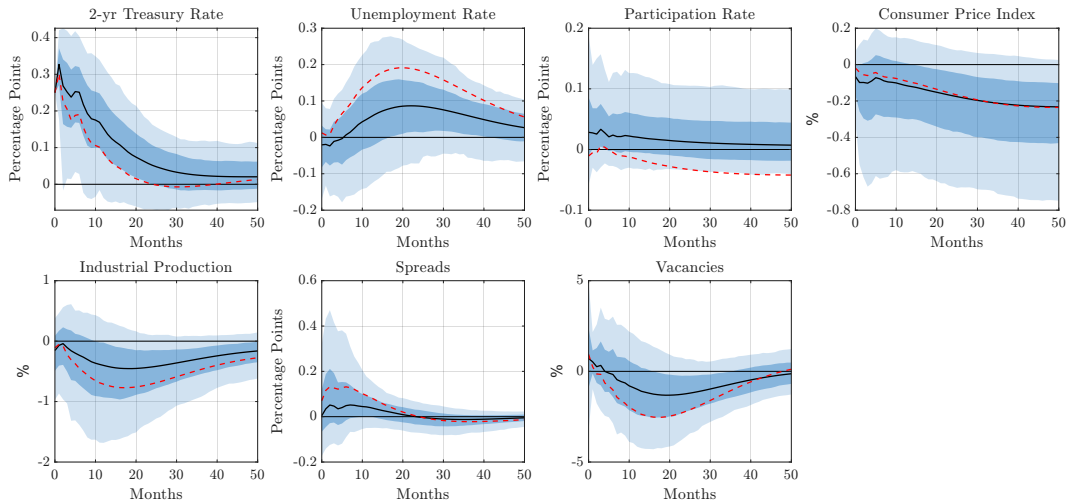 2-yr Treasury Rate
Percentage Points
0.4
0.3
0.2
0.1
0
0 10 20 30 40 50
Months
Unemployment Rate
Percentage Points
0.3
0.2
0.1
0
-0.1
-0.2
0 10 20 30 40 50
Months
Participation Rate
Percentage Points
0.2
0.1
0
-0.1
0 10 20 30 40 50
Months
Consumer Price Index
%
0.2
0
-0.2
-0.4
-0.6
-0.8
0 10 20 30 40 50
Months
Industrial Production
%
1
0
-1
-2
0 10 20 30 40 50
Months
Spreads
Percentage Points
0.6
0.4
0.2
0
-0.2
0 10 20 30 40 50
Months
Vacancies
%
5
0
-5
0 10 20 30 40 50
Months